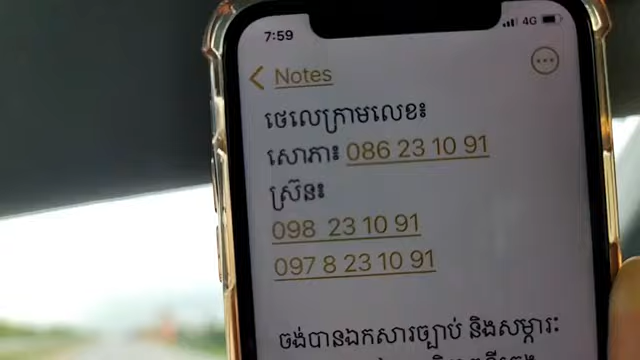 7:59
4G
Notes
ថេលេក្រាមលេខ៖
សោភា៖ 086 23 10 91
ស្រ៊ន៖
098 23 10 91
097 8 23 10 91
ចង់បានឯកសារច្បាប់ និងសម្ភារៈ